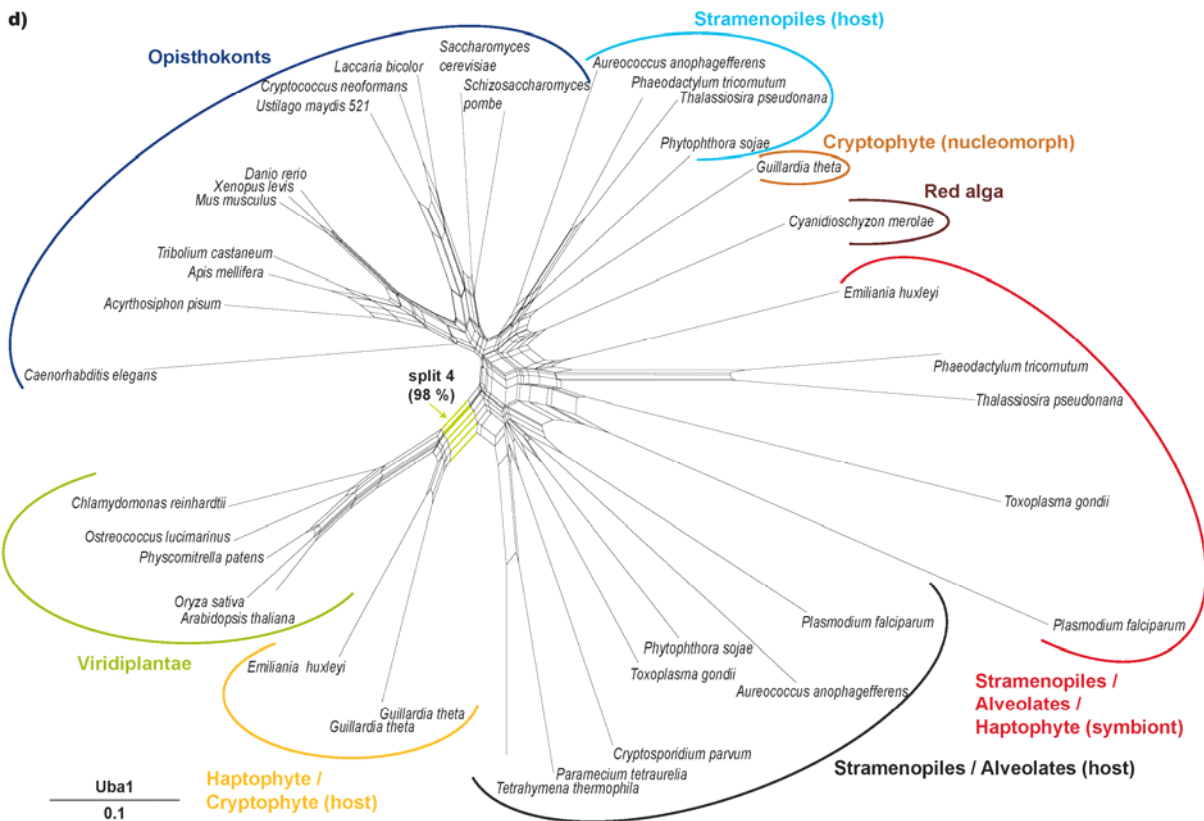 d)
Stramenopiles (host)
Opisthokonts
Saccharomyces
cerevisiae
Laccaria bicolor
Cryptococcus neoformans
Ustilago maydis 521
Schizosaccharomyces
pombe
Aureococcus anophagefferens
Phaeodactylum tricornutum
Thalassiosira pseudonana
Phytophthora sojae
Cryptophyte (nucleomorph)
Guillardia theta
Red alga
Cyanidioschyzon merolae
Danio rerio
Xenopus levis
Mus musculus
Tribolium castaneum
Apis mellifera
Acyrthosiphon pisum
Caenorhabditis elegans
Emiliania huxleyi
Phaeodactylum tricornutum
Thalassiosira pseudonana
Toxoplasma gondii
Plasmodium falciparum
Stramenopiles /
Alveolates /
Haptophyte (symbiont)
split 4
(98 %)
Chlamydomonas reinhardtii
Ostreococcus lucimarinus
Physcomitrella patens
Oryza sativa
Arabidopsis thaliana
Viridiplantae
Emiliania huxleyi
Guillardia theta
Guillardia theta
Haptophyte /
Cryptophyte (host)
Plasmodium falciparum
Phytophthora sojae
Toxoplasma gondii
Aureococcus anophagefferens
Cryptosporidium parvum
Paramecium tetraurelia
Tetrahymena thermophila
Stramenopiles / Alveolates (host)
Uba1
0.1